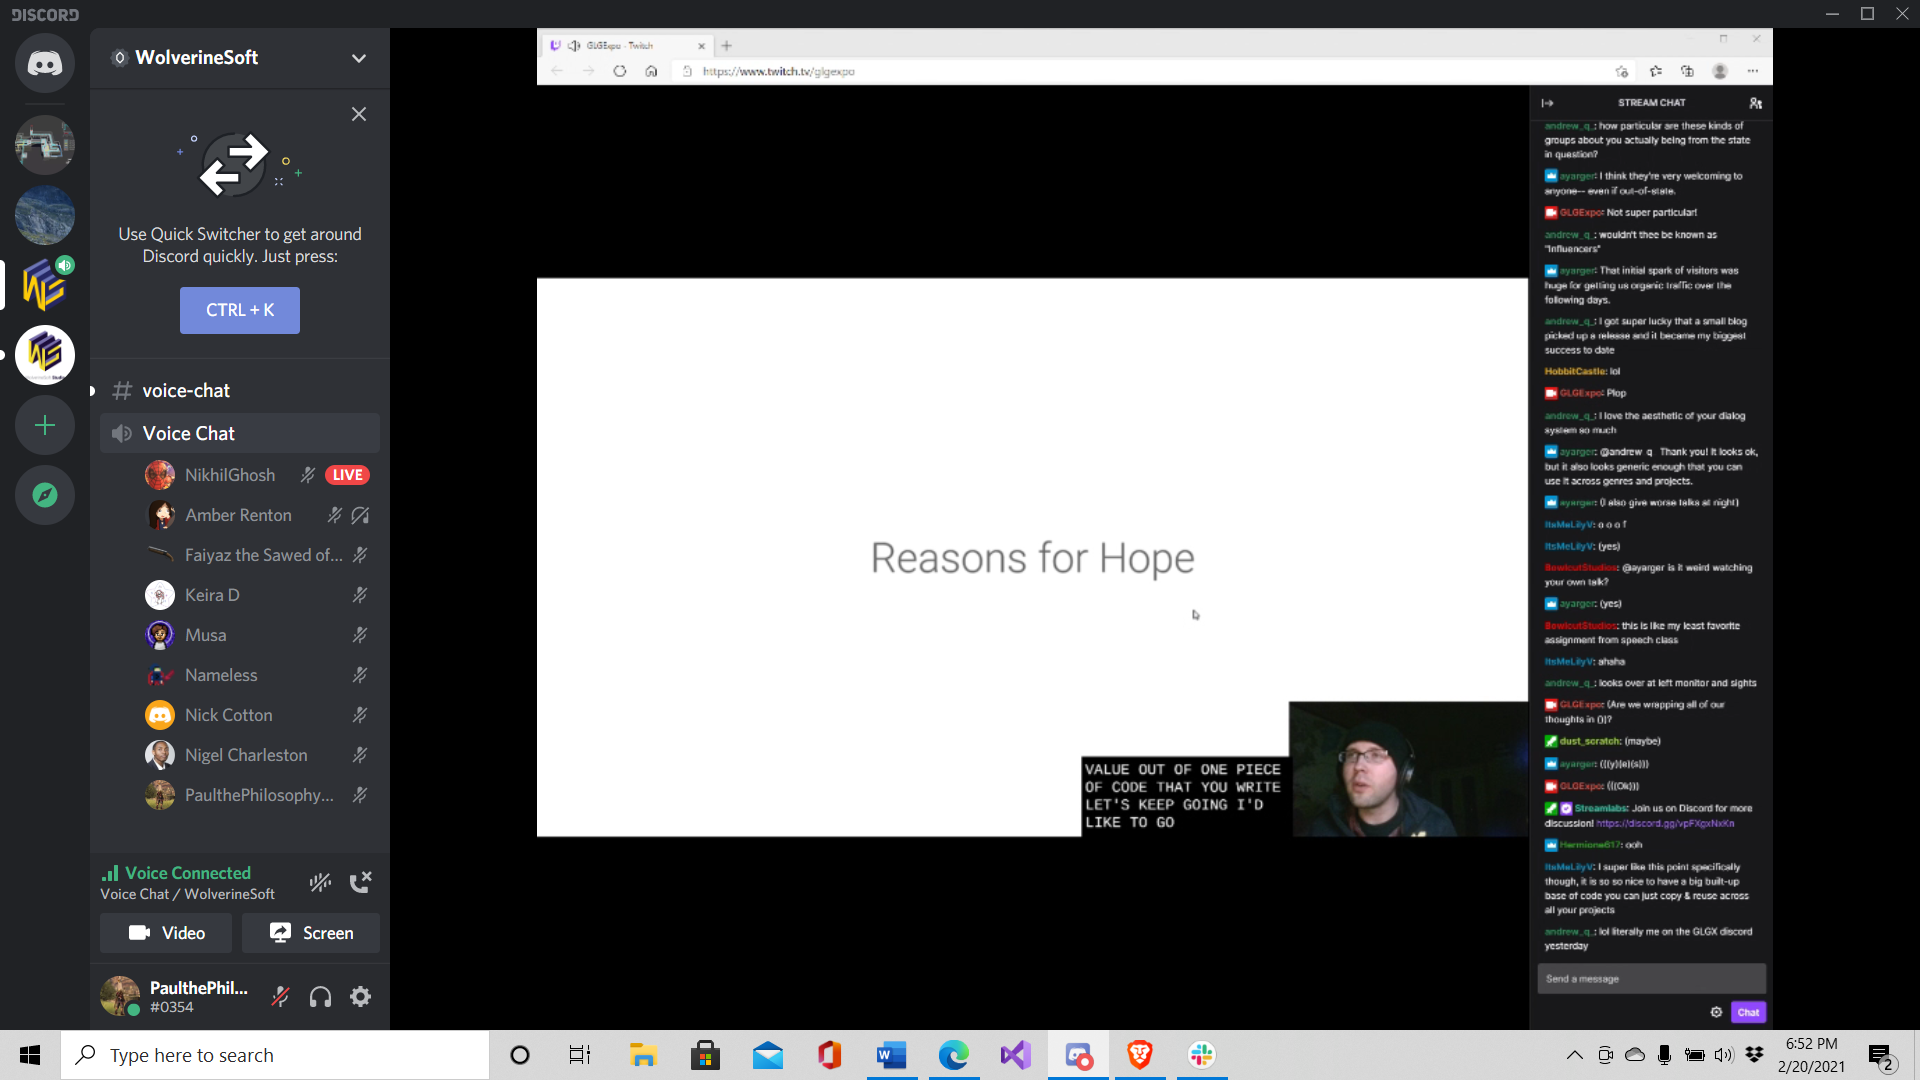 DISCORD
WolverineSoft
Use Quick Switcher to get around
Discord quickly. Just press:
CTRL + K
voice-chat
Voice Chat
NikhilGhosh LIVE
Amber Renton
Faiyaz the Sawed of...
Keira D
Musa
Nameless
Nick Cotton
Nigel Charleston
PaulthePhilosophy...
Voice Connected
Voice Chat / WolverineSoft
Video
Screen
PaulthePhil...
#0354
GLGExpo - Twitch
https://www.twitch.tv/glgexpo
Reasons for Hope
VALUE OUT OF ONE PIECE
OF CODE THAT YOU WRITE
LET'S KEEP GOING I'D
LIKE TO GO
STREAM CHAT
andrew_q_: how particular are these kinds of
groups about you actually being from the state
in question?
ayarger: I think they're very welcoming to
anyone-- even if out-of-state.
GLGExpo: Not super particular!
andrew_q_: wouldn't thee be known as
"Influencers"
ayarger: That initial spark of visitors was
huge for getting us organic traffic over the
following days.
andrew_q_: I got super lucky that a small blog
picked up a release and it became my biggest
success to date
HobbitCastle: lol
GLGExpo: Plop
andrew_q_: I love the aesthetic of your dialog
system so much
ayarger: @andrew_q_ Thank you! It looks ok,
but it also looks generic enough that you can
use it across genres and projects.
ayarger: (I also give worse talks at night)
ItsMeLilyV: o o o f
ItsMeLilyV: (yes)
BowlcutStudios: @ayarger is it weird watching
your own talk?
ayarger: (yes)
BowlcutStudios: this is like my least favorite
assignment from speech class
ItsMeLilyV: ahaha
andrew_q_: looks over at left monitor and sights
GLGExpo: (Are we wrapping all of our
thoughts in ()?
dust_scratch: (maybe)
ayarger: (((y)(e)(s)))
GLGExpo: (((Ok)))
Streamlabs: Join us on Discord for more
discussion! https://discord.gg/vpFXgxNxKn
Hermione617: ooh
ItsMeLilyV: I super like this point specifically
though, it is so so nice to have a big built-up
base of code you can just copy & reuse across
all your projects
andrew_q_: lol literally me on the GLGX discord
yesterday
Send a message
Chat
Type here to search
6:52 PM
2/20/2021
2